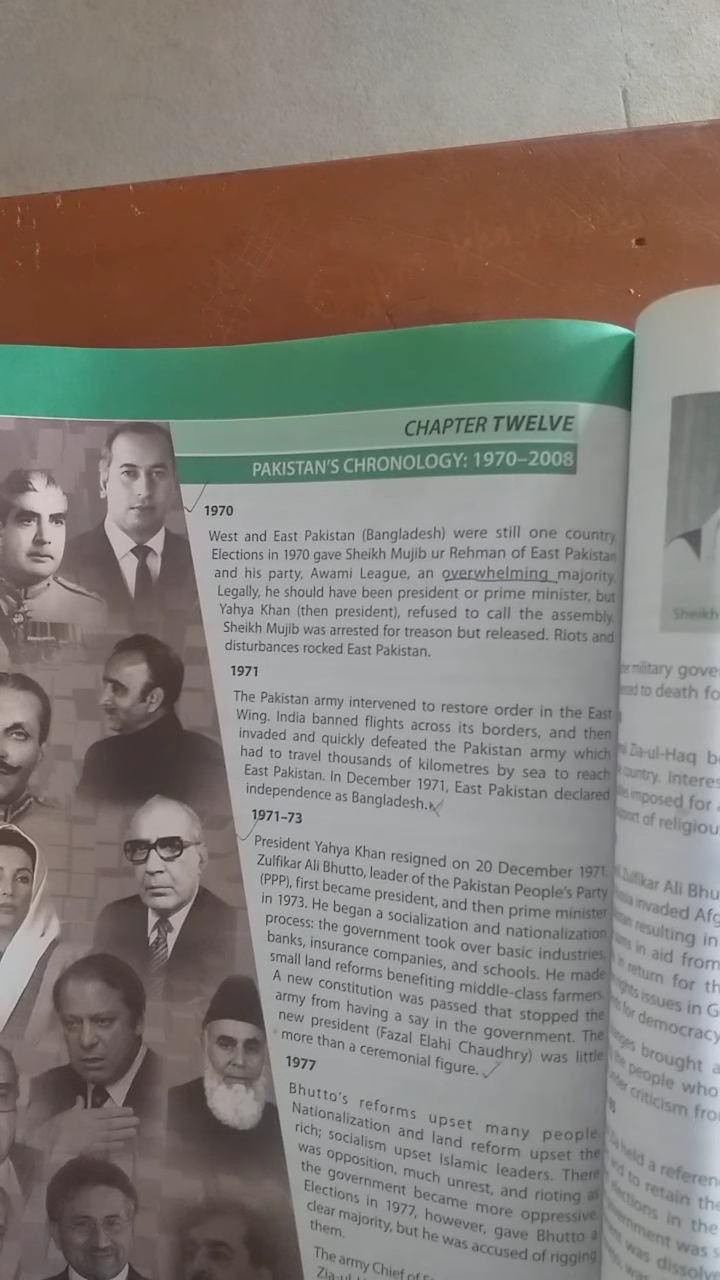 CHAPTER TWELVE
PAKISTAN'S CHRONOLOGY: 1970–2008
1970
West and East Pakistan (Bangladesh) were still one country.
Elections in 1970 gave Sheikh Mujib ur Rehman of East Pakistan
and his party, Awami League, an overwhelming majority.
Legally, he should have been president or prime minister, but
Yahya Khan (then president), refused to call the assembly.
Sheikh Mujib was arrested for treason but released. Riots and
disturbances rocked East Pakistan.
1971
The Pakistan army intervened to restore order in the East
Wing. India banned flights across its borders, and then
invaded and quickly defeated the Pakistan army which
had to travel thousands of kilometres by sea to reach
East Pakistan. In December 1971, East Pakistan declared
independence as Bangladesh.
1971–73
President Yahya Khan resigned on 20 December 1971.
Zulfikar Ali Bhutto, leader of the Pakistan People's Party
(PPP), first became president, and then prime minister
in 1973. He began a socialization and nationalization
process: the government took over basic industries,
banks, insurance companies, and schools. He made
small land reforms benefiting middle-class farmers.
A new constitution was passed that stopped the
army from having a say in the government. The
new president (Fazal Elahi Chaudhry) was little
more than a ceremonial figure.
1977
Bhutto's reforms upset many people.
Nationalization and land reform upset the
rich; socialism upset Islamic leaders. There
was opposition, much unrest, and rioting as
the government became more oppressive.
Elections in 1977, however, gave Bhutto a
clear majority, but he was accused of rigging
them.
The army Chief of
Sheikh
military gove
to death fo
Zia-ul-Haq b
country. Interes
imposed for
of religiou
Zulfikar Ali Bhu
invaded Afg
resulting in
in aid from
in return for th
issues in G
for democracy
brought a
people who
criticism fro
held a referen
to retain the
elections in the
was s
was dissolv